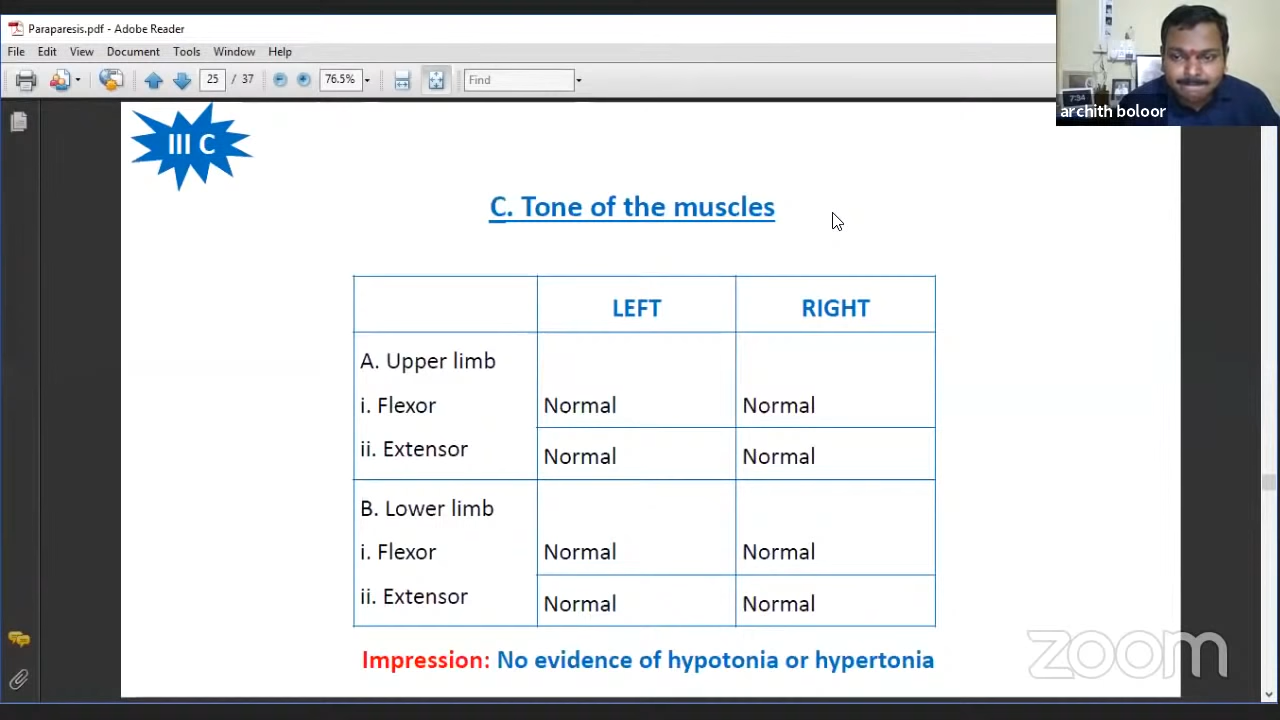 Paraparesis.pdf - Adobe Reader
File Edit View Document Tools Window Help
25 / 37 76.5% Find
7:34
archith boloor
III C
C. Tone of the muscles
LEFT RIGHT
A. Upper limb
i. Flexor Normal Normal
ii. Extensor Normal Normal
B. Lower limb
i. Flexor Normal Normal
ii. Extensor Normal Normal
Impression: No evidence of hypotonia or hypertonia
zoom